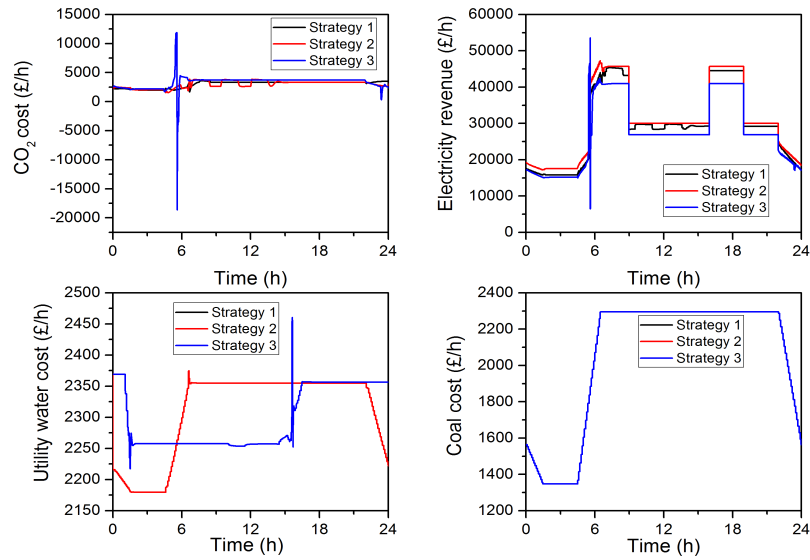 CO2 cost (£/h)
15000
10000
5000
0
-5000
-10000
-15000
-20000
Strategy 1
Strategy 2
Strategy 3
0 6 12 18 24
Time (h)
Electricity revenue (£/h)
60000
50000
40000
30000
20000
10000
0
Strategy 1
Strategy 2
Strategy 3
0 6 12 18 24
Time (h)
Utility water cost (£/h)
2500
2450
2400
2350
2300
2250
2200
2150
Strategy 1
Strategy 2
Strategy 3
0 6 12 18 24
Time (h)
Coal cost (£/h)
2400
2200
2000
1800
1600
1400
1200
Strategy 1
Strategy 2
Strategy 3
0 6 12 18 24
Time (h)